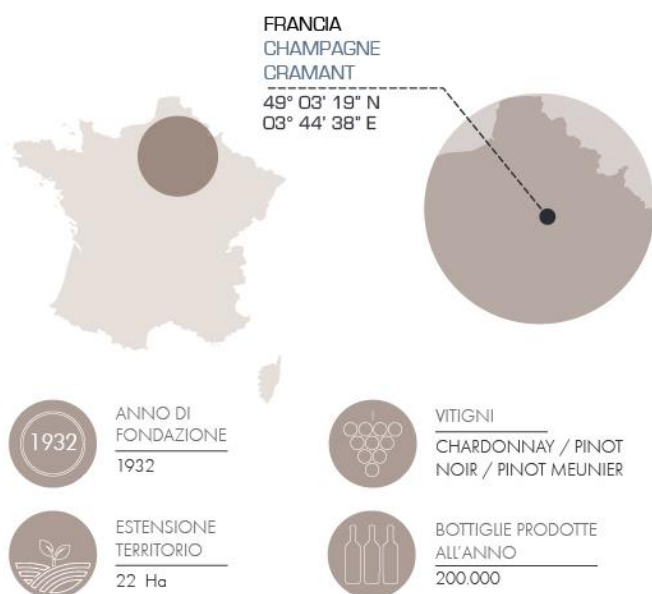 FRANCIA
CHAMPAGNE
CRAMANT
49° 03' 19" N
03° 44' 38" E
1932
ANNO DI
FONDAZIONE
1932
VITIGNI
CHARDONNAY / PINOT
NOIR / PINOT MEUNIER
ESTENSIONE
TERRITORIO
22 Ha
BOTTIGLIE PRODOTTE
ALL'ANNO
200.000